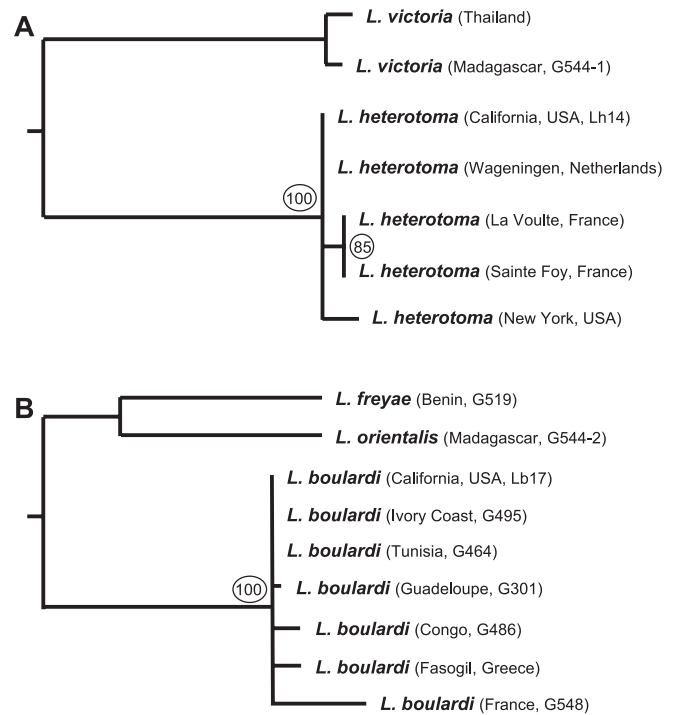 A
L. victoria (Thailand)
L. victoria (Madagascar, G544-1)
L. heterotoma (California, USA, Lh14)
L. heterotoma (Wageningen, Netherlands)
100
L. heterotoma (La Voulte, France)
85
L. heterotoma (Sainte Foy, France)
L. heterotoma (New York, USA)
B
L. freyae (Benin, G519)
L. orientalis (Madagascar, G544-2)
L. boulardi (California, USA, Lb17)
L. boulardi (Ivory Coast, G495)
L. boulardi (Tunisia, G464)
100
L. boulardi (Guadeloupe, G301)
L. boulardi (Congo, G486)
L. boulardi (Fasogil, Greece)
L. boulardi (France, G548)